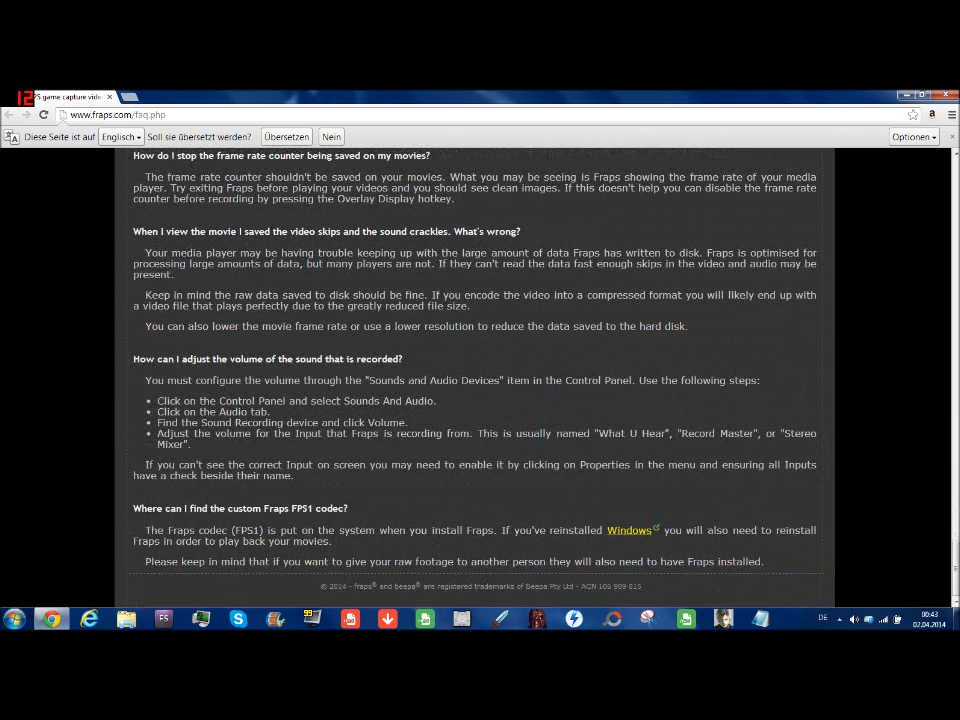 12
PS game capture vide
www.fraps.com/faq.php
Diese Seite ist auf Englisch Soll sie übersetzt werden? Übersetzen Nein Optionen
How do I stop the frame rate counter being saved on my movies?
The frame rate counter shouldn't be saved on your movies. What you may be seeing is Fraps showing the frame rate of your media
player. Try exiting Fraps before playing your videos and you should see clean images. If this doesn't help you can disable the frame rate
counter before recording by pressing the Overlay Display hotkey.
When I view the movie I saved the video skips and the sound crackles. What's wrong?
Your media player may be having trouble keeping up with the large amount of data Fraps has written to disk. Fraps is optimised for
processing large amounts of data, but many players are not. If they can't read the data fast enough skips in the video and audio may be
present.
Keep in mind the raw data saved to disk should be fine. If you encode the video into a compressed format you will likely end up with
a video file that plays perfectly due to the greatly reduced file size.
You can also lower the movie frame rate or use a lower resolution to reduce the data saved to the hard disk.
How can I adjust the volume of the sound that is recorded?
You must configure the volume through the "Sounds and Audio Devices" item in the Control Panel. Use the following steps:
• Click on the Control Panel and select Sounds And Audio.
• Click on the Audio tab.
• Find the Sound Recording device and click Volume.
• Adjust the volume for the Input that Fraps is recording from. This is usually named "What U Hear", "Record Master", or "Stereo
Mixer".
If you can't see the correct Input on screen you may need to enable it by clicking on Properties in the menu and ensuring all Inputs
have a check beside their name.
Where can I find the custom Fraps FPS1 codec?
The Fraps codec (FPS1) is put on the system when you install Fraps. If you've reinstalled Windows you will also need to reinstall
Fraps in order to play back your movies.
Please keep in mind that if you want to give your raw footage to another person they will also need to have Fraps installed.
© 2014 - fraps® and beepa® are registered trademarks of Beepa Pty Ltd - ACN 106 989 815
FS 99 DE 00:43
02.04.2014